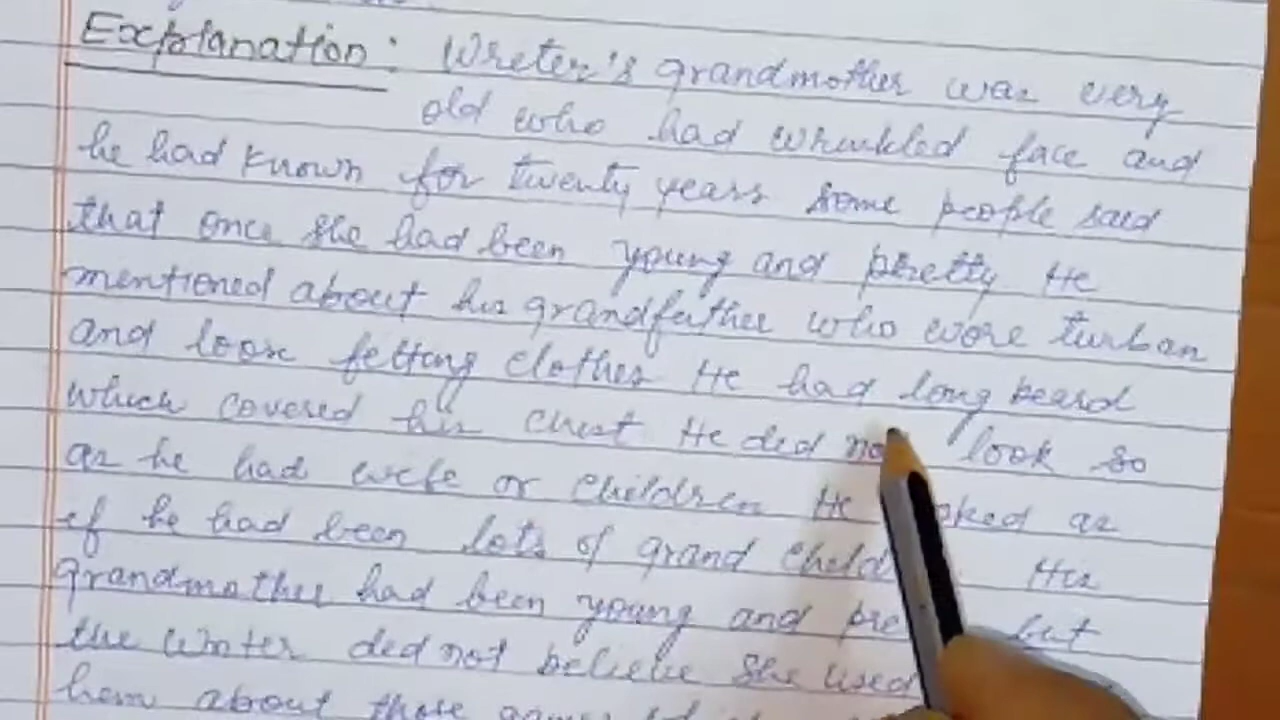 Explanation: Writer's grandmother was very
old who had wrinkled face and
he had known for twenty years some people said
that once she had been young and pretty He
mentioned about his grandfather who wore turban
and loose fetting clothes He had long beard
which covered his chest He did not look so
as he had wife or children He looked as
if he had been lots of grand child His
grandmother had been young and pre but
the writer did not believe she used
him about those games